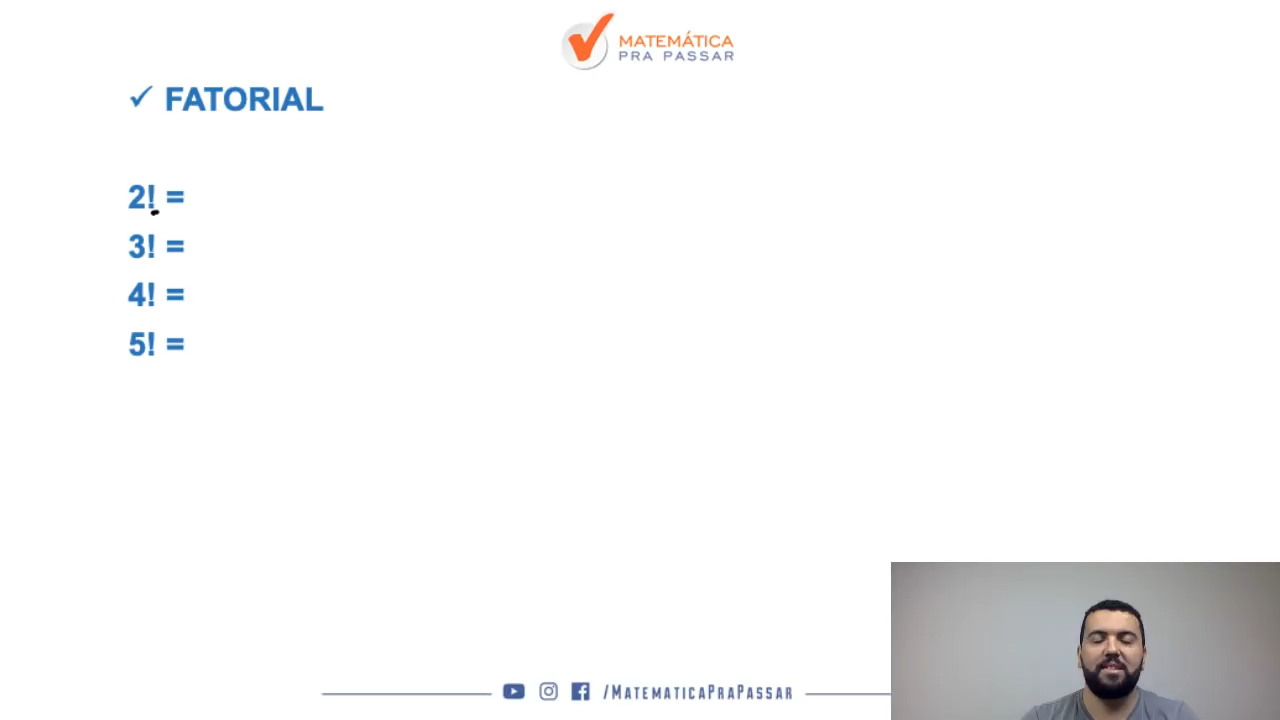 MATEMÁTICA
PRA PASSAR
✓ FATORIAL
2! =
3! =
4! =
5! =
/MATEMATICAPRAPASSAR